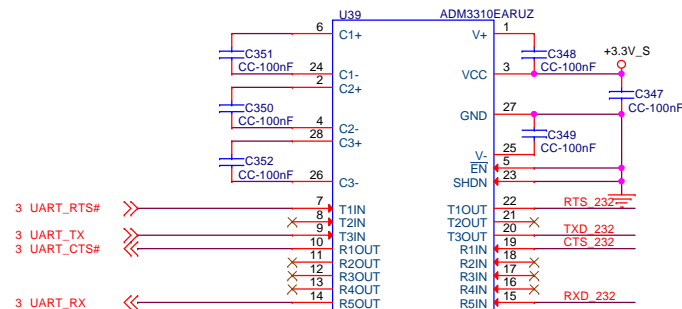 U39 ADM3310EARUZ
6 C1+ V+ 1
C351 CC-100nF
C348 CC-100nF
+3.3V_S
24 C1- VCC 3
2 C2+
C347 CC-100nF
C350 CC-100nF
GND 27
4 C2-
28 C3+
C349 CC-100nF
C352 CC-100nF
V- 25
EN 5
26 C3- SHDN 23
3 UART_RTS# 7 T1IN T1OUT 22 RTS_232
8 T2IN T2OUT 21
3 UART_TX 9 T3IN T3OUT 20 TXD_232
3 UART_CTS# 10 R1OUT R1IN 19 CTS_232
11 R2OUT R2IN 18
12 R3OUT R3IN 17
13 R4OUT R4IN 16
3 UART_RX 14 R5OUT R5IN 15 RXD_232